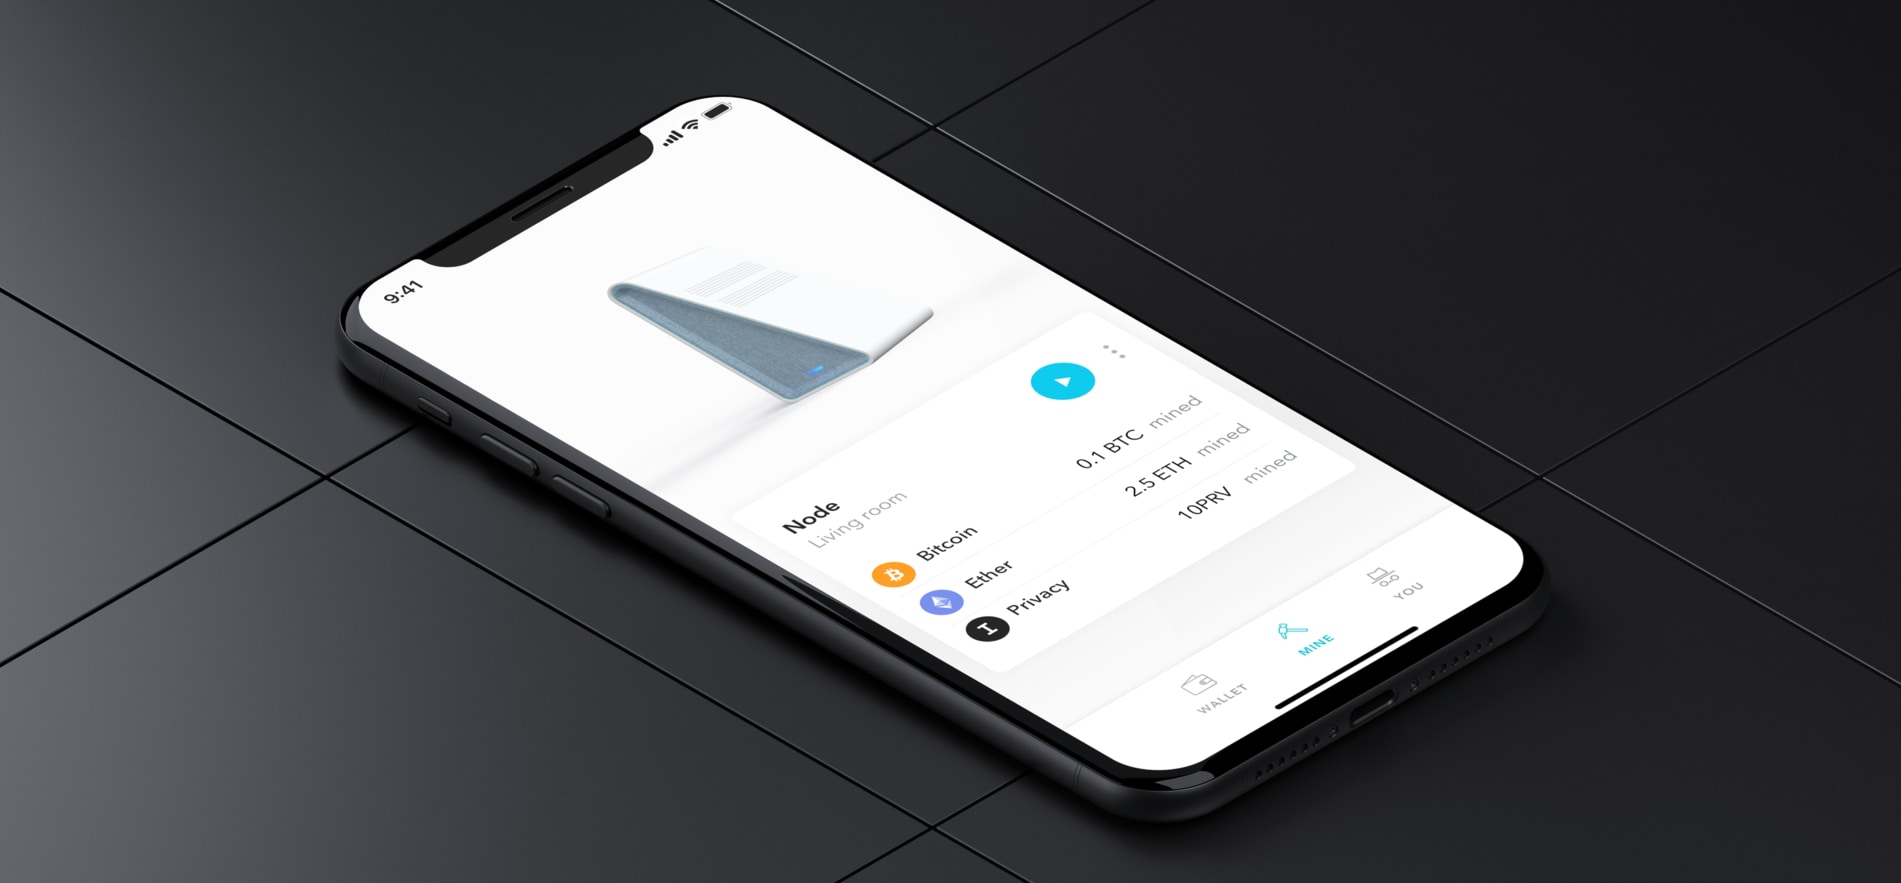 9:41
Node
Living room
Bitcoin 0.1 BTC mined
Ether 2.5 ETH mined
Privacy 10PRV mined
WALLET MINE YOU